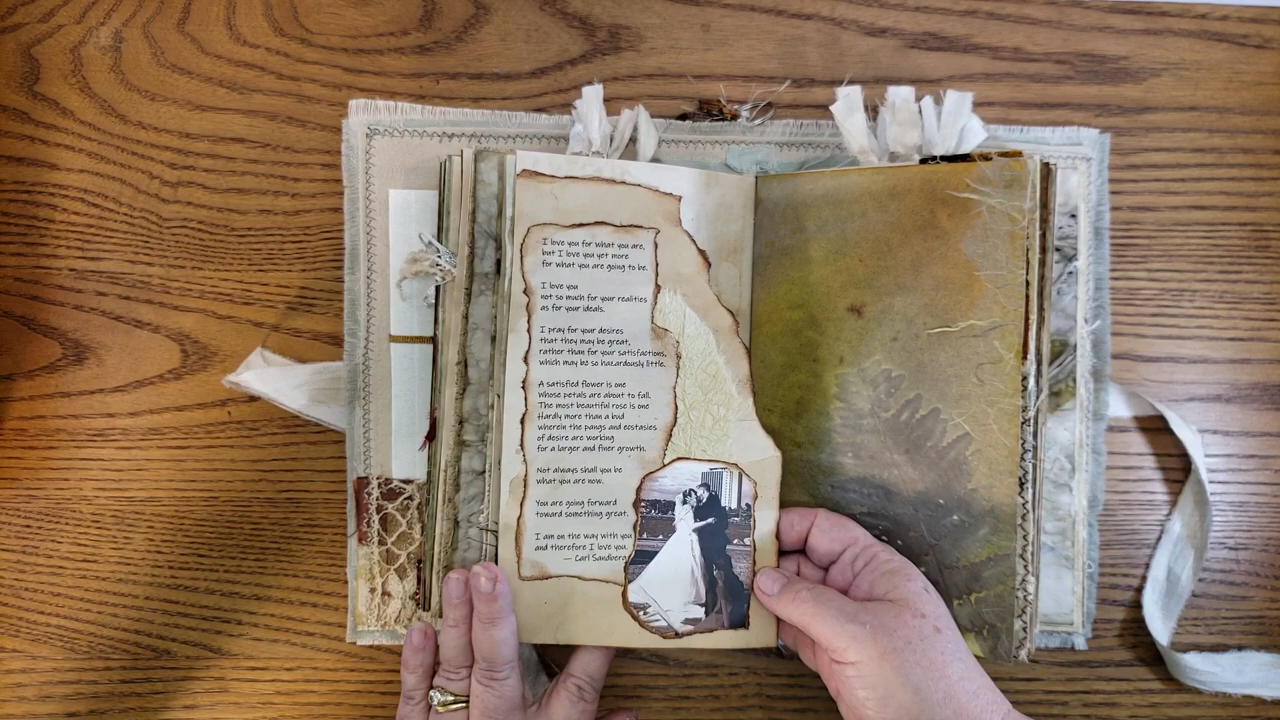 I love you for what you are,
but I love you yet more
for what you are going to be.
I love you
not so much for your realities
as for your ideals.
I pray for your desires
that they may be great,
rather than for your satisfactions,
which may be so hazardously little.
A satisfied flower is one
whose petals are about to fall.
The most beautiful rose is one
Hardly more than a bud
wherein the pangs and ecstasies
of desire are working
for a larger and finer growth.
Not always shall you be
what you are now.
You are going forward
toward something great.
I am on the way with you
and therefore I love you.
— Carl Sandberg